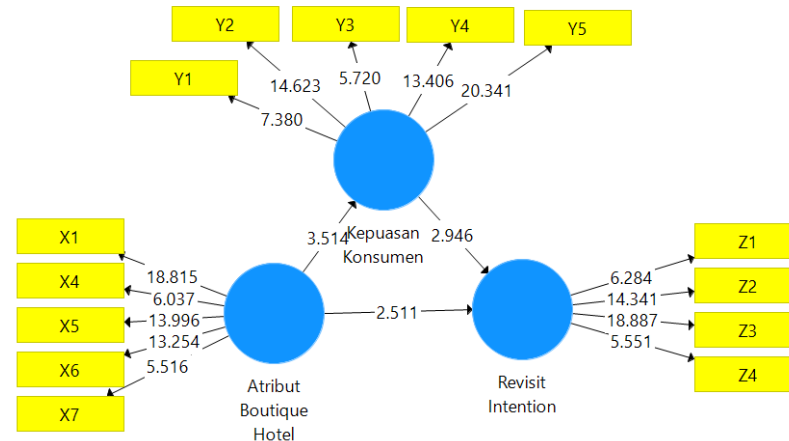 Y2
Y3
Y4
Y5
Y1
14.623
5.720
13.406
20.341
7.380
X1
X4
X5
X6
X7
18.815
6.037
13.996
13.254
5.516
3.514
Kepuasan
Konsumen
2.946
2.511
Atribut
Boutique
Hotel
Revisit
Intention
6.284
14.341
18.887
5.551
Z1
Z2
Z3
Z4